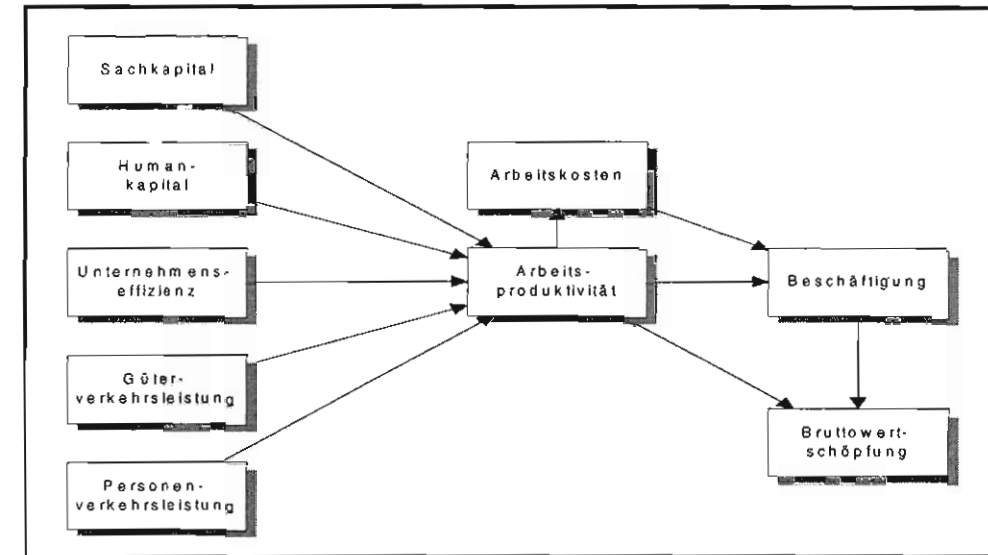 Sachkapital
Human-
kapital
Arbeitskosten
Unternehmens-
effizienz
Arbeits-
produktivität
Beschäftigung
Güter-
verkehrsleistung
Bruttowert-
schöpfung
Personen-
verkehrsleistung